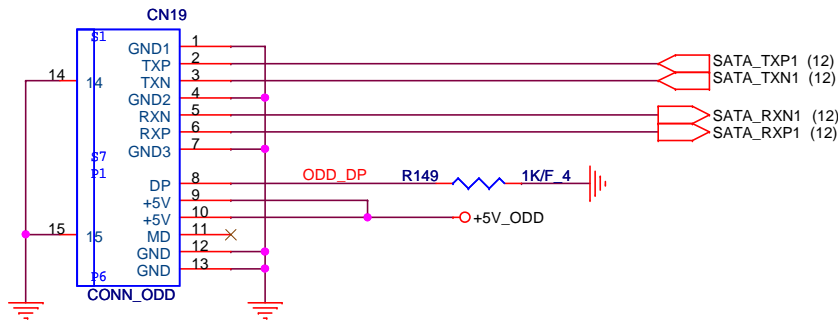 CN19
S1
GND1 1
TXP 2 SATA_TXP1 (12)
14 14 TXN 3 SATA_TXN1 (12)
GND2 4
RXN 5 SATA_RXN1 (12)
RXP 6 SATA_RXP1 (12)
S7 GND3 7
P1
DP 8 ODD_DP R149 1K/F_4
+5V 9
+5V 10 +5V_ODD
15 15 MD 11
GND 12
GND 13
P6
CONN_ODD